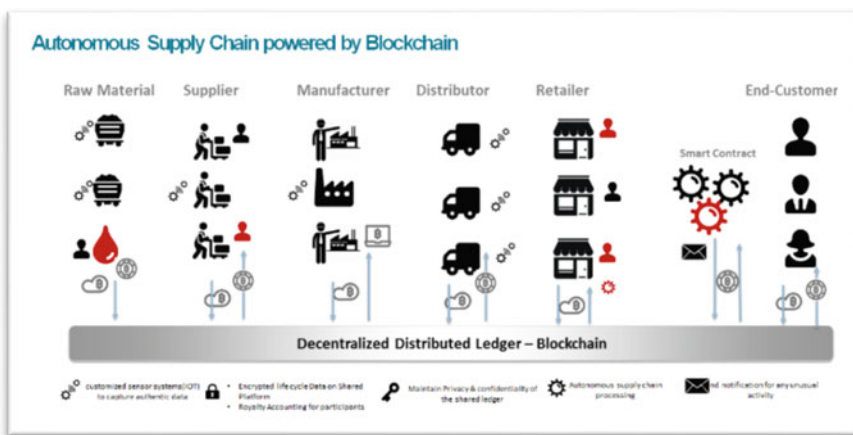 Autonomous Supply Chain powered by Blockchain
Raw Material
Supplier
Manufacturer
Distributor
Retailer
End-Customer
Smart Contract
Decentralized Distributed Ledger – Blockchain
customized sensor systems(IOT)
to capture authentic data
• Encrypted lifecycle Data on Shared
Platform
• Royalty Accounting for participants
Maintain Privacy & confidentiality of
the shared ledger
Autonomous supply chain
processing
nd notification for any unusual
activity